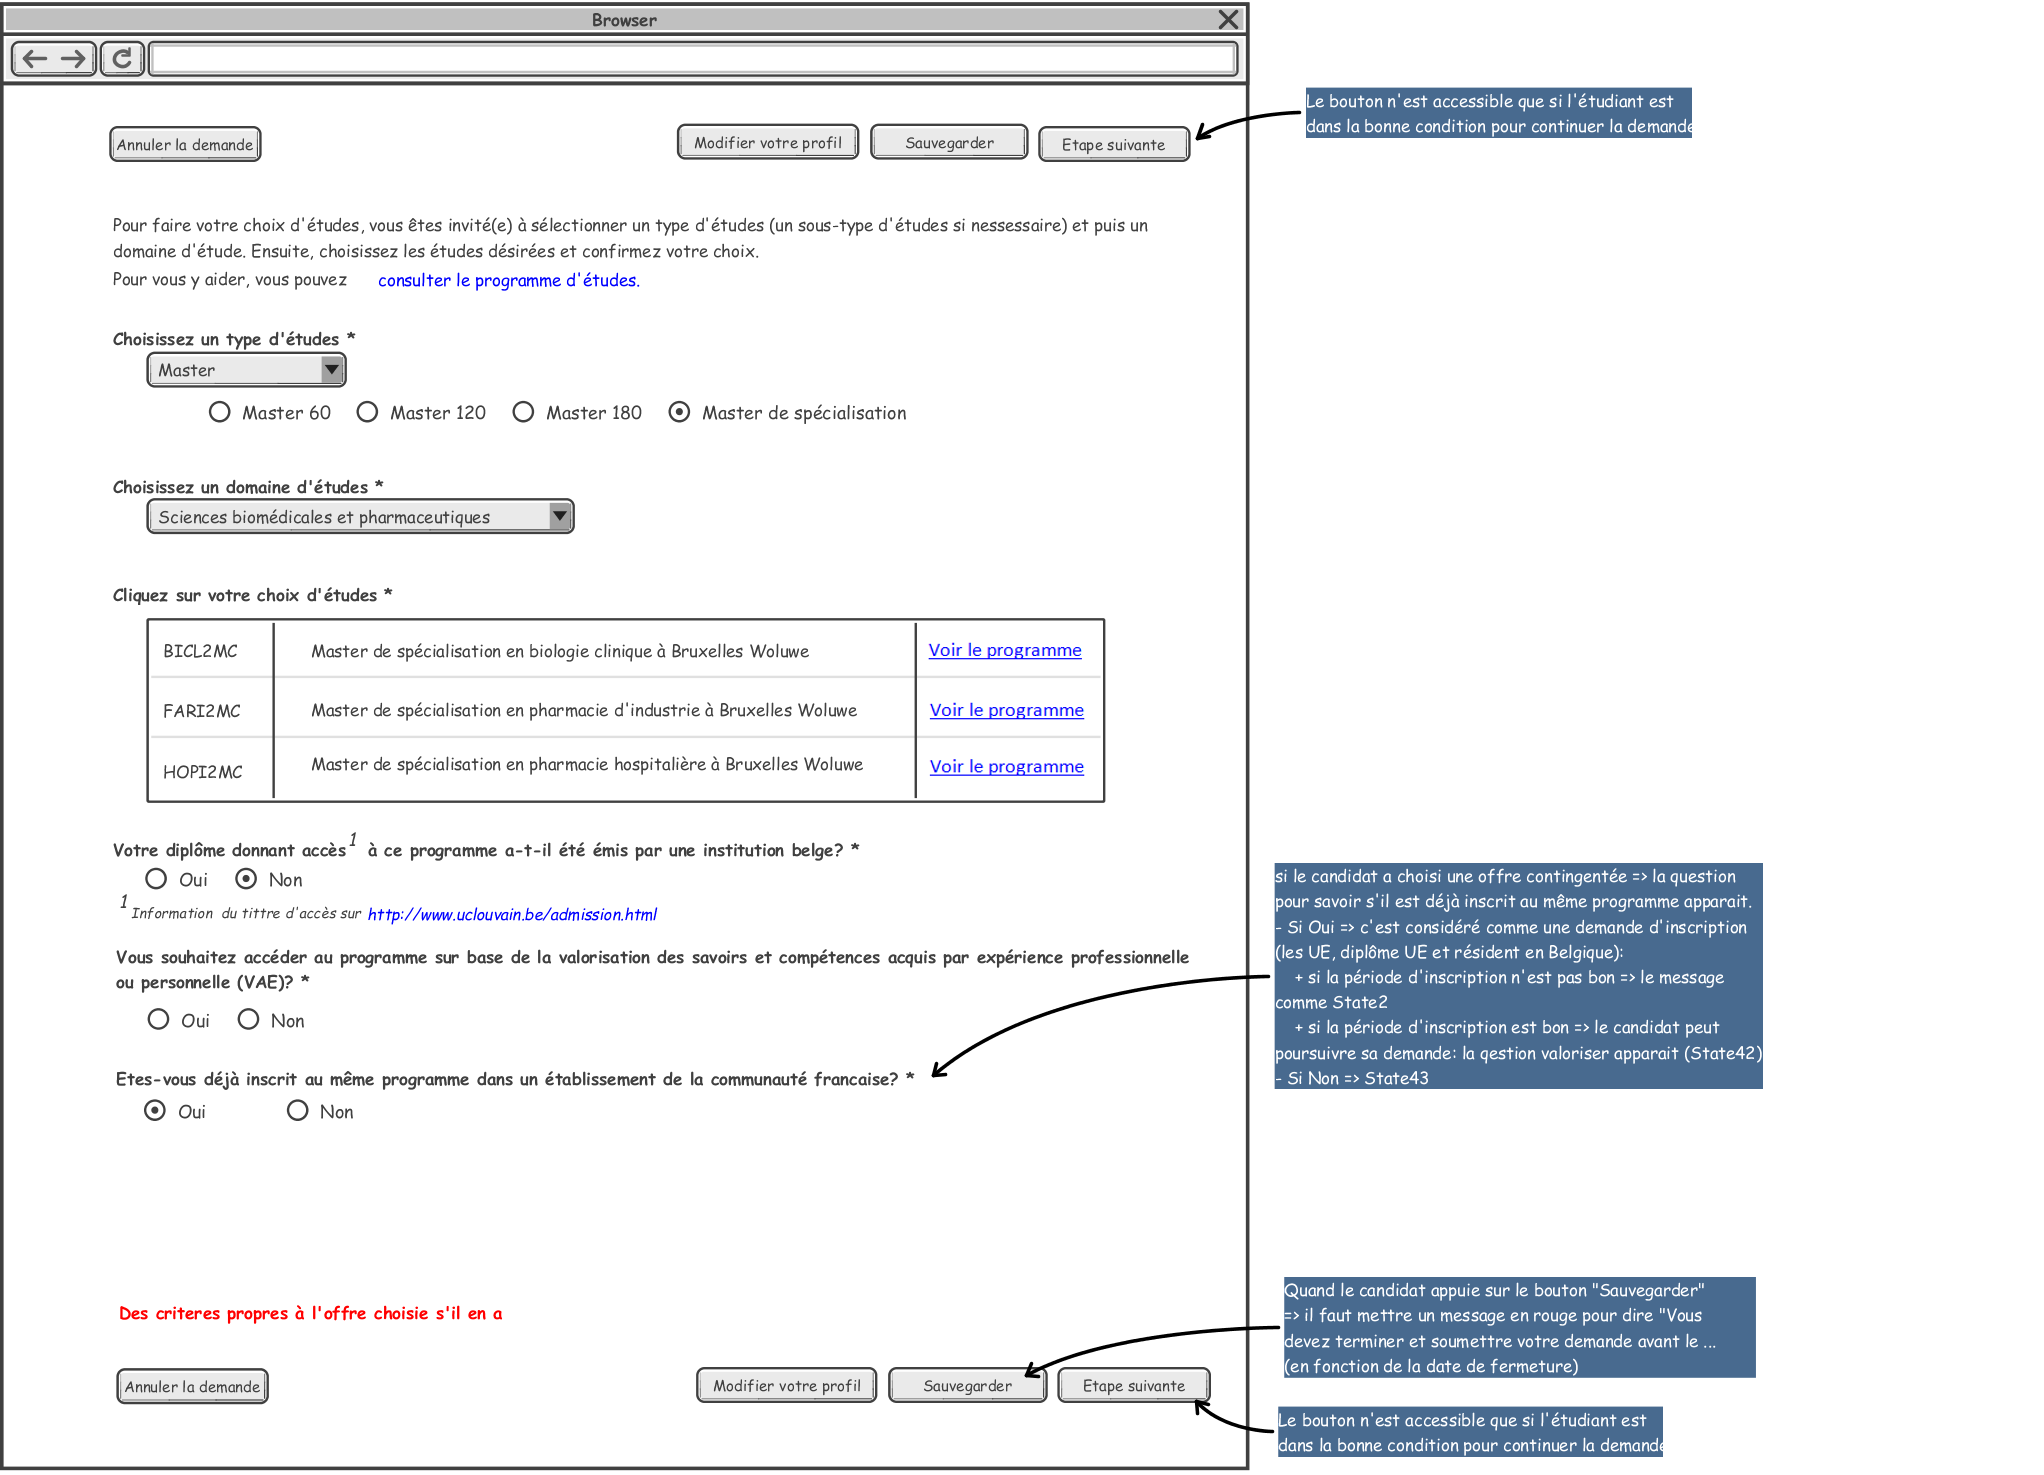 Browser
Le bouton n'est accessible que si l'étudiant est
dans la bonne condition pour continuer la demande
Annuler la demande
Modifier votre profil
Sauvegarder
Etape suivante
Pour faire votre choix d'études, vous êtes invité(e) à sélectionner un type d'études (un sous-type d'études si nessessaire) et puis un
domaine d'étude. Ensuite, choisissez les études désirées et confirmez votre choix.
Pour vous y aider, vous pouvez consulter le programme d'études.
Choisissez un type d'études *
Master
Master 60 Master 120 Master 180 Master de spécialisation
Choisissez un domaine d'études *
Sciences biomédicales et pharmaceutiques
Cliquez sur votre choix d'études *
BICL2MC Master de spécialisation en biologie clinique à Bruxelles Woluwe Voir le programme
FARI2MC Master de spécialisation en pharmacie d'industrie à Bruxelles Woluwe Voir le programme
HOPI2MC Master de spécialisation en pharmacie hospitalière à Bruxelles Woluwe Voir le programme
Votre diplôme donnant accès 1 à ce programme a-t-il été émis par une institution belge? *
Oui Non
1 Information du tittre d'accès sur http://www.uclouvain.be/admission.html
Vous souhaitez accéder au programme sur base de la valorisation des savoirs et compétences acquis par expérience professionnelle
ou personnelle (VAE)? *
Oui Non
Etes-vous déjà inscrit au même programme dans un établissement de la communauté francaise? *
Oui Non
si le candidat a choisi une offre contingentée => la question
pour savoir s'il est déjà inscrit au même programme apparait.
- Si Oui => c'est considéré comme une demande d'inscription
(les UE, diplôme UE et résident en Belgique):
+ si la période d'inscription n'est pas bon => le message
comme State2
+ si la période d'inscription est bon => le candidat peut
poursuivre sa demande: la qestion valoriser apparait (State42)
- Si Non => State43
Des criteres propres à l'offre choisie s'il en a
Quand le candidat appuie sur le bouton "Sauvegarder"
=> il faut mettre un message en rouge pour dire "Vous
devez terminer et soumettre votre demande avant le ...
(en fonction de la date de fermeture)
Annuler la demande
Modifier votre profil
Sauvegarder
Etape suivante
Le bouton n'est accessible que si l'étudiant est
dans la bonne condition pour continuer la demande